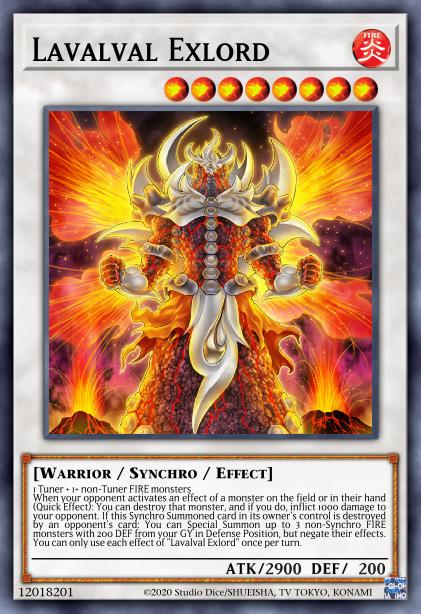 Lavalval Exlord
FIRE
炎
[Warrior / Synchro / Effect]
1 Tuner + 1+ non-Tuner FIRE monsters
When your opponent activates an effect of a monster on the field or in their hand
(Quick Effect): You can destroy that monster, and if you do, inflict 1000 damage to
your opponent. If this Synchro Summoned card in its owner's control is destroyed
by an opponent's card: You can Special Summon up to 3 non-Synchro FIRE
monsters with 200 DEF from your GY in Defense Position, but negate their effects.
You can only use each effect of "Lavalval Exlord" once per turn.
ATK/2900 DEF/ 200
12018201 ©2020 Studio Dice/SHUEISHA, TV TOKYO, KONAMI